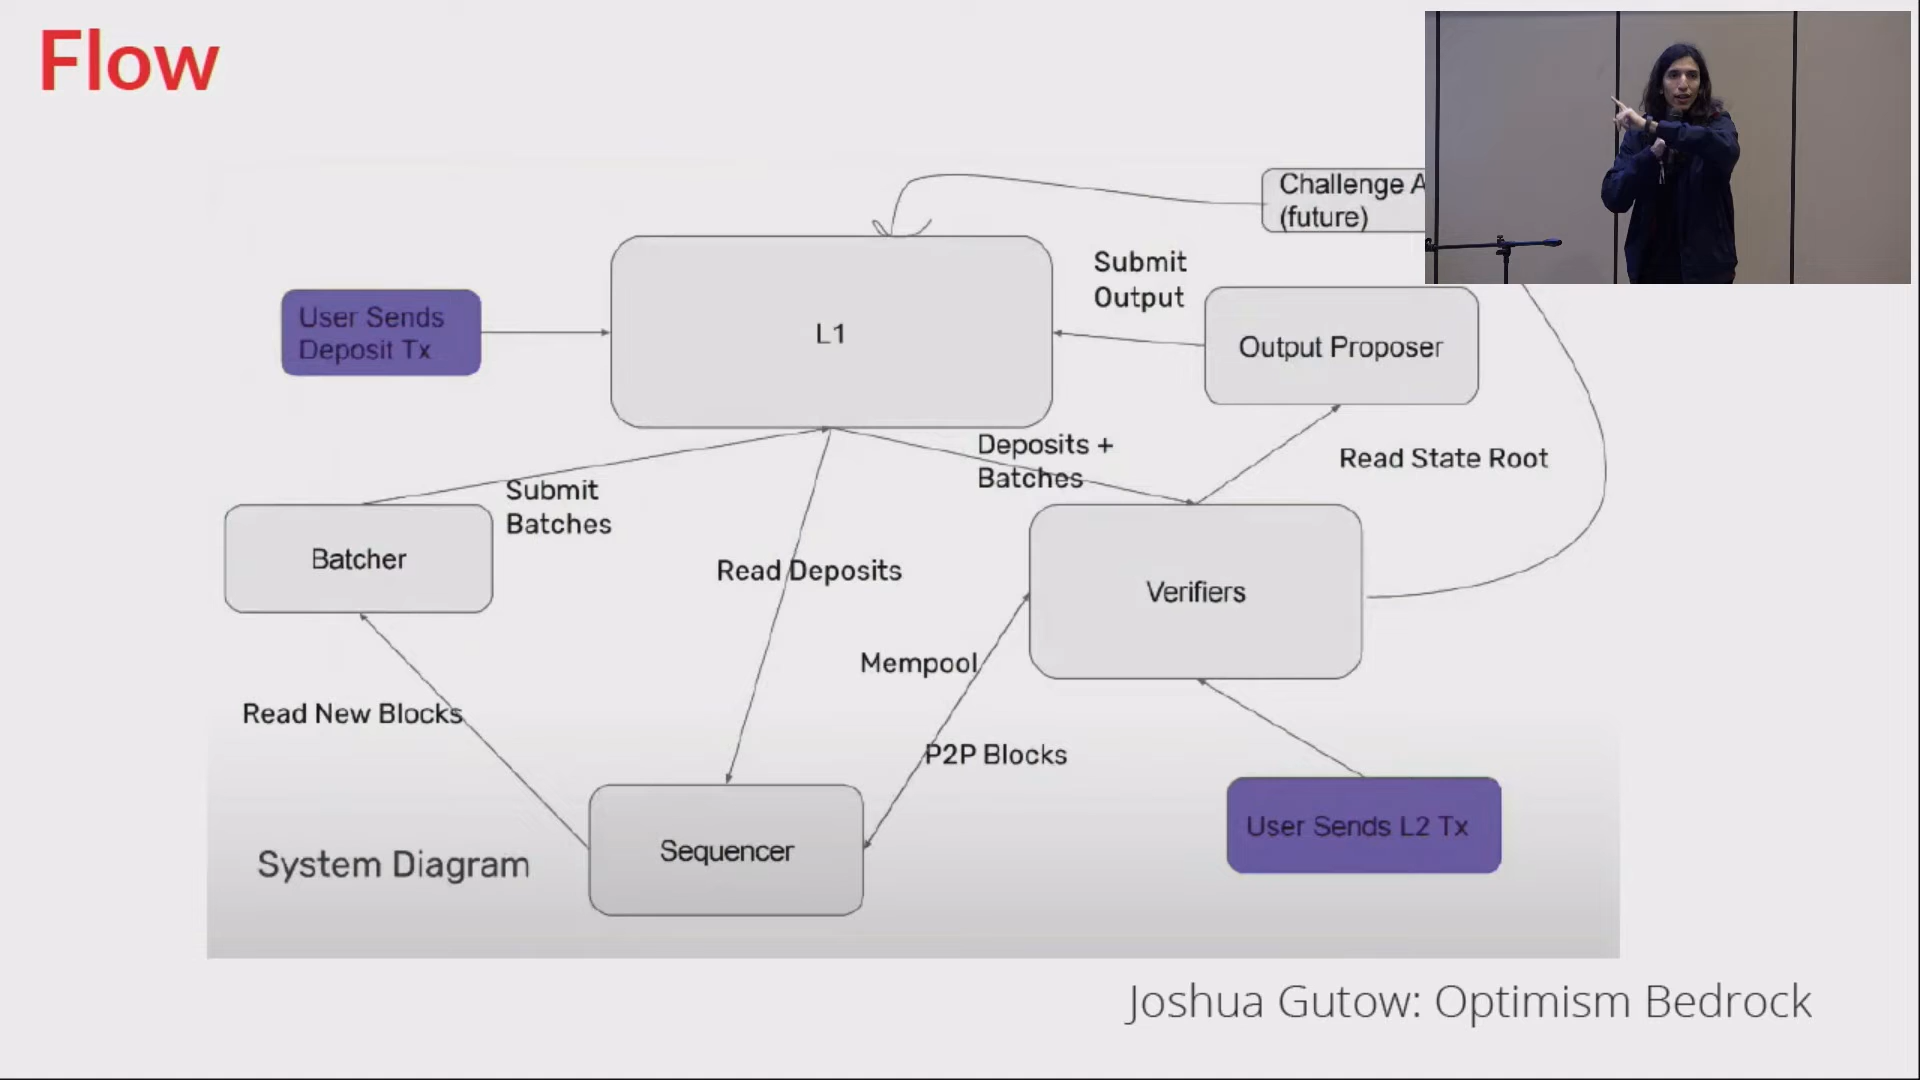 Flow
Challenge A
(future)
Submit
Output
User Sends
Deposit Tx
L1
Output Proposer
Deposits +
Batches
Read State Root
Submit
Batches
Batcher
Read Deposits
Verifiers
Mempool
Read New Blocks
P2P Blocks
User Sends L2 Tx
Sequencer
System Diagram
Joshua Gutow: Optimism Bedrock